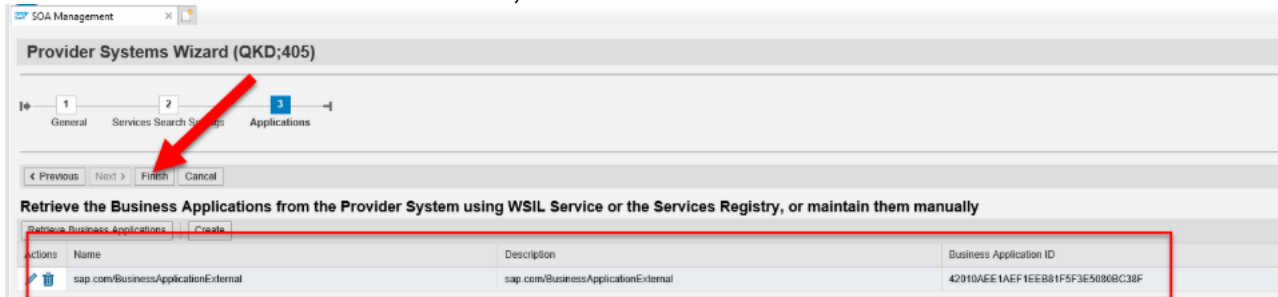 SOA Management
Provider Systems Wizard (QKD;405)
1 2 3
General Services Search Applications
Previous Next > Finish Cancel
Retrieve the Business Applications from the Provider System using WSIL Service or the Services Registry, or maintain them manually
Retrieve Business Applications Create
Actions Name Description Business Application ID
sap.com/BusinessApplicationExternal sap.com/BusinessApplicationExternal 42010AEE1AEF1EEB81F5F3E5080BC38F